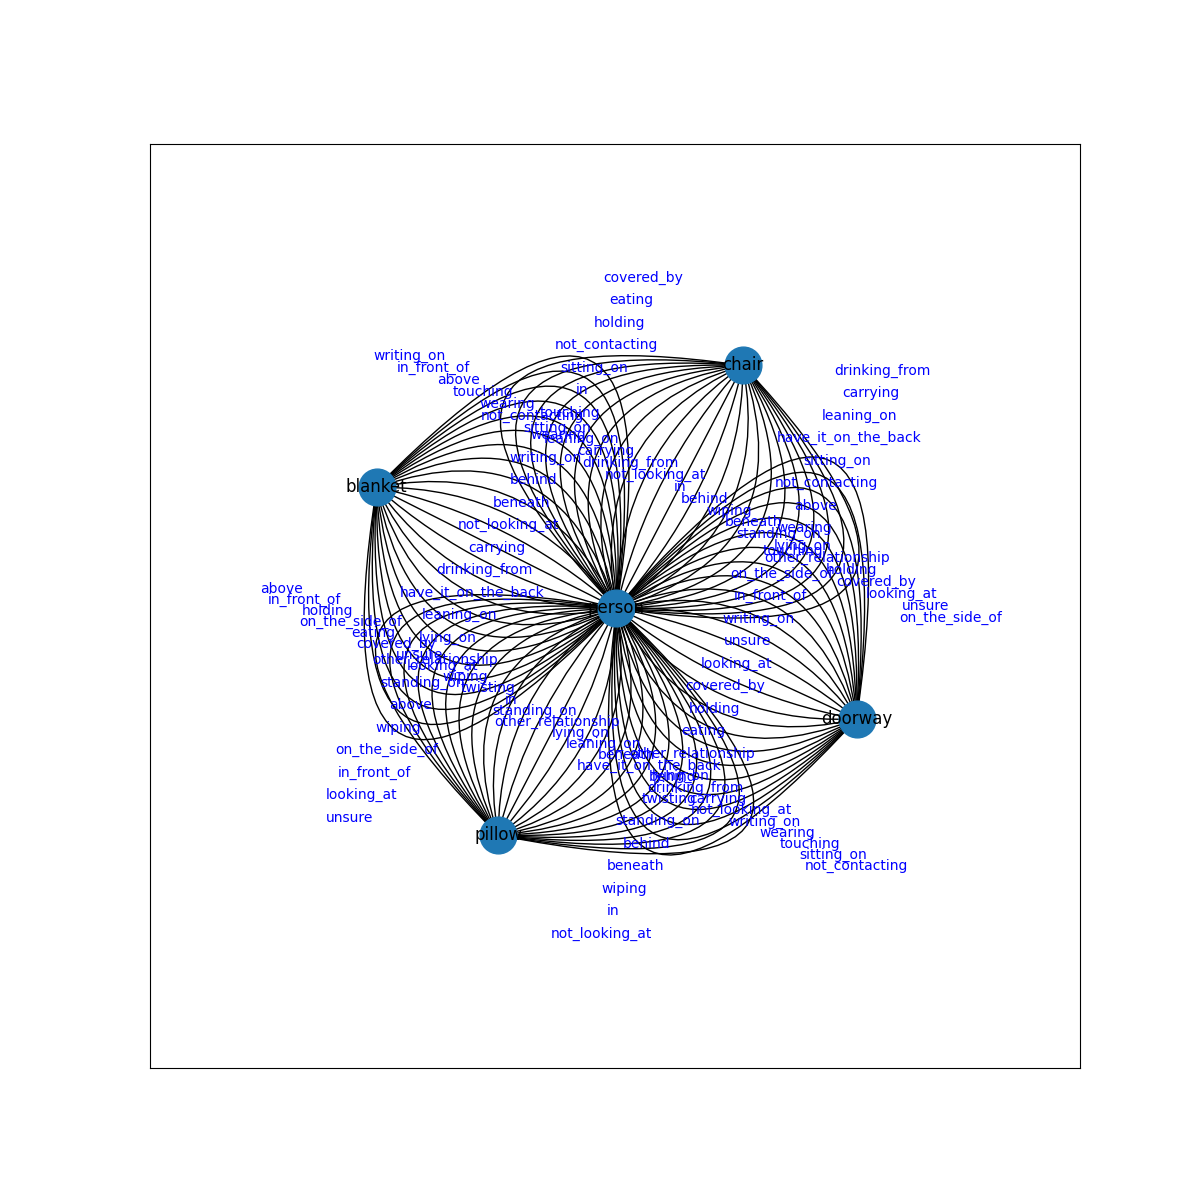 covered_by
eating
holding
not_contacting
writing_on
in_front_of
sitting_on
chair
drinking_from
above
in
carrying
touching
wearing
touching
leaning_on
not_contacting
sitting_on
wearing
leaning_on
have_it_on_the_back
carrying
writing_on
drinking_from
sitting_on
not_looking_at
behind
blanket
in
not_contacting
behind
beneath
above
wiping
not_looking_at
beneath
wearing
standing_on
carrying
lying_on
touching
other_relationship
drinking_from
on_the_side_of
holding
covered_by
above
have_it_on_the_back
in_front_of
looking_at
in_front_of
person
unsure
holding
leaning_on
writing_on
on_the_side_of
on_the_side_of
eating
lying_on
unsure
covered_by
unsure
other_relationship
looking_at
looking_at
wiping
standing_on
twisting
covered_by
above
in
standing_on
holding
other_relationship
doorway
wiping
lying_on
eating
on_the_side_of
leaning_on
beneath
other_relationship
in_front_of
have_it_on_the_back
lying_on
looking_at
drinking_from
twisting
carrying
unsure
not_looking_at
standing_on
writing_on
pillow
wearing
behind
touching
sitting_on
beneath
not_contacting
wiping
in
not_looking_at